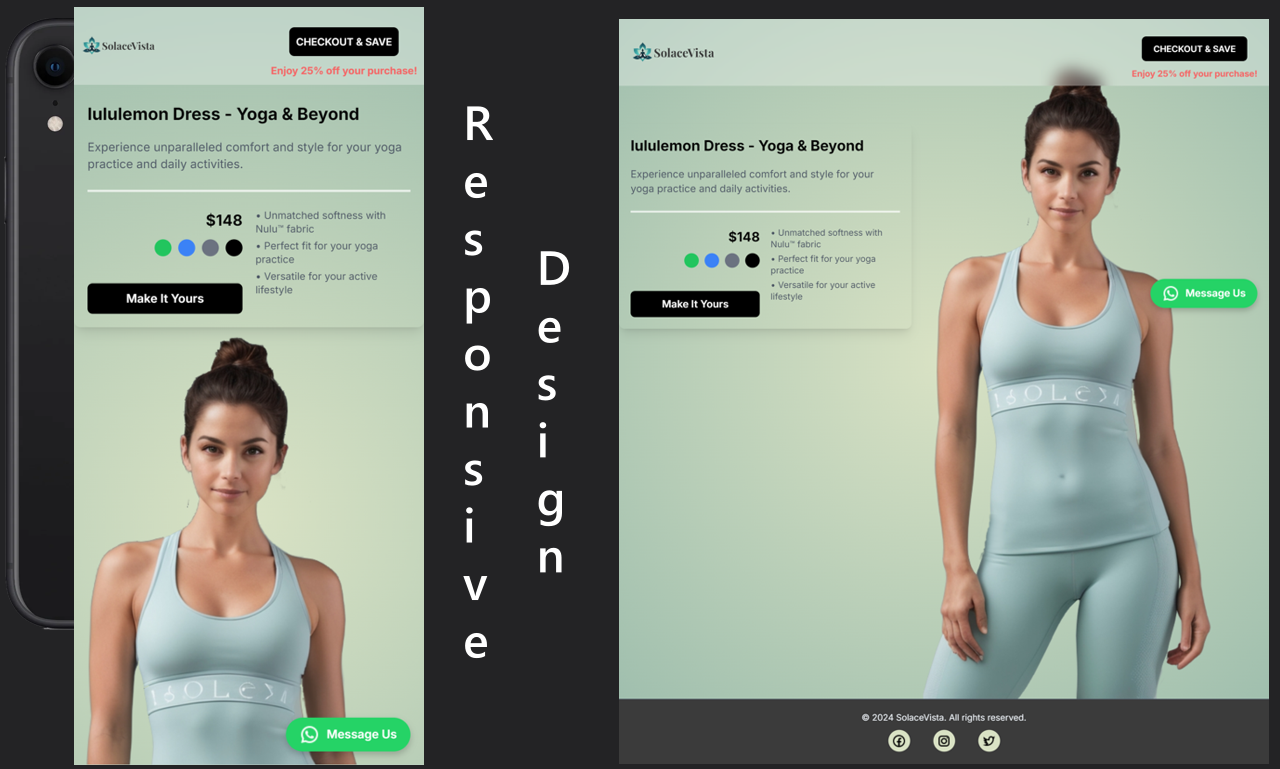 SolaceVista
CHECKOUT & SAVE
Enjoy 25% off your purchase!
lululemon Dress - Yoga & Beyond
Experience unparalleled comfort and style for your yoga
practice and daily activities.
$148
• Unmatched softness with
Nulu™ fabric
• Perfect fit for your yoga
practice
• Versatile for your active
lifestyle
Make It Yours
Message Us
Responsive
Design
SolaceVista
CHECKOUT & SAVE
Enjoy 25% off your purchase!
lululemon Dress - Yoga & Beyond
Experience unparalleled comfort and style for your
yoga practice and daily activities.
$148
• Unmatched softness with
Nulu™ fabric
• Perfect fit for your yoga
practice
• Versatile for your active
lifestyle
Make It Yours
Message Us
© 2024 SolaceVista. All rights reserved.